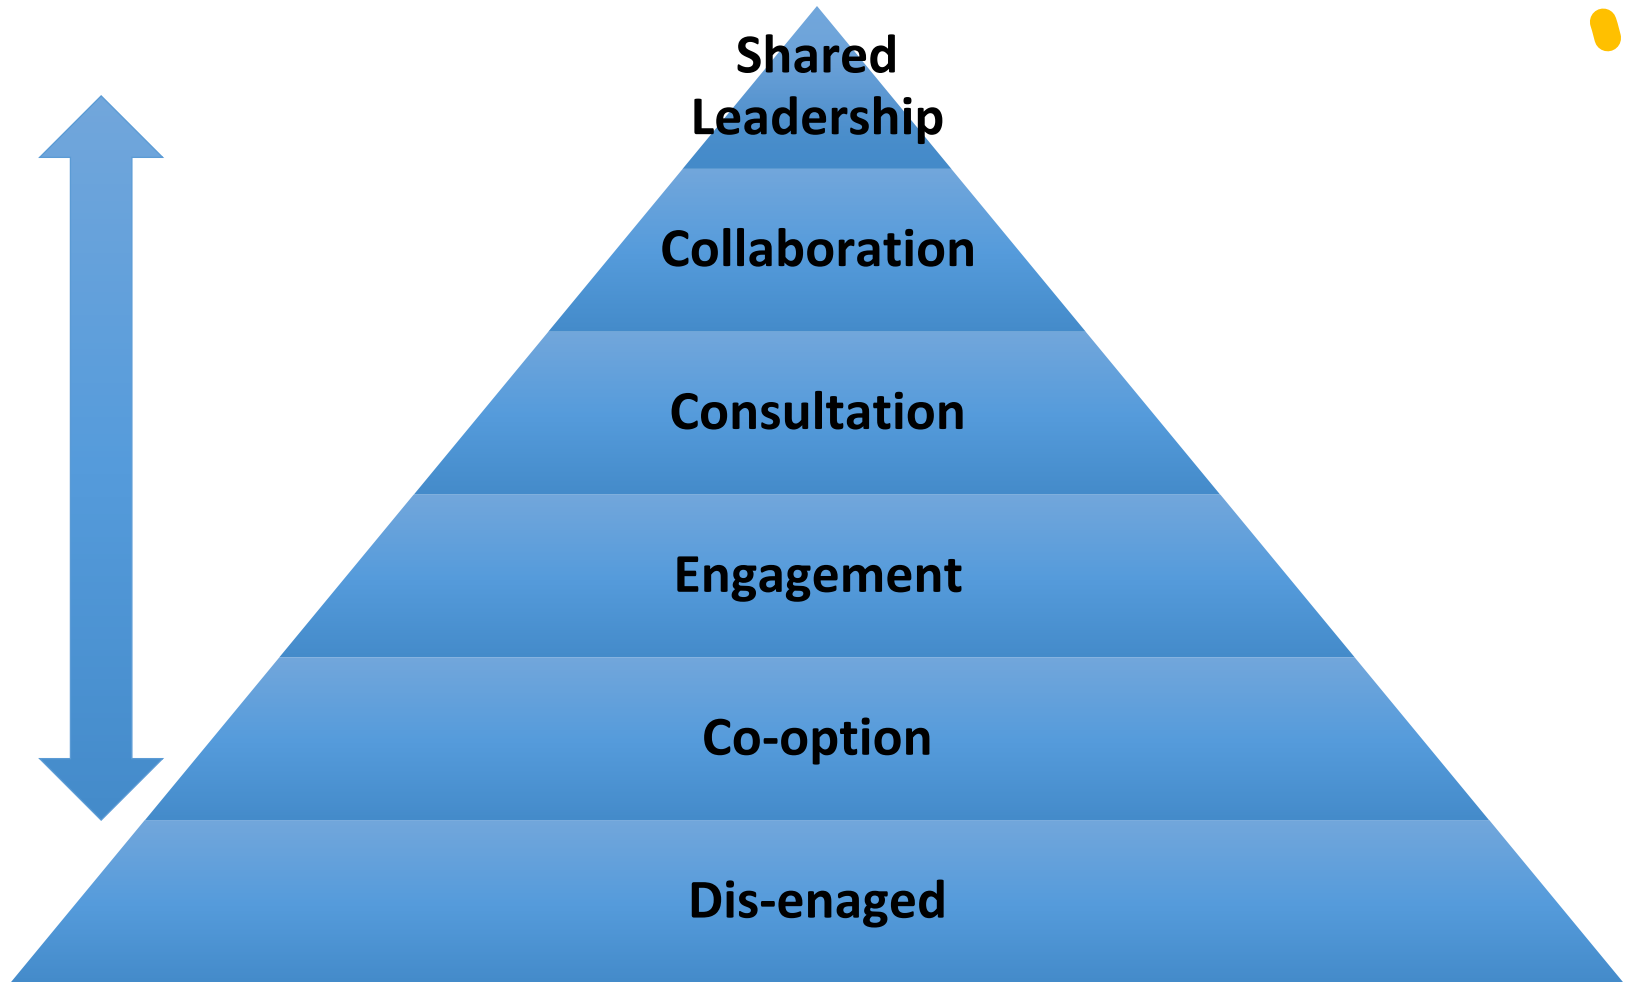 Shared
Leadership
Collaboration
Consultation
Engagement
Co-option
Dis-enaged